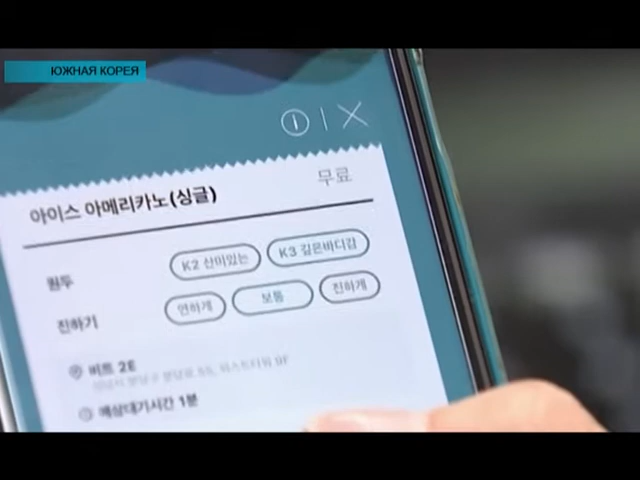 ЮЖНАЯ КОРЕЯ
아이스 아메리카노(싱글) 무료
원두 K2 산미있는 K3 깊은바디감
진하기 연하게 보통 진하게
비트 2E
예상대기시간 1분